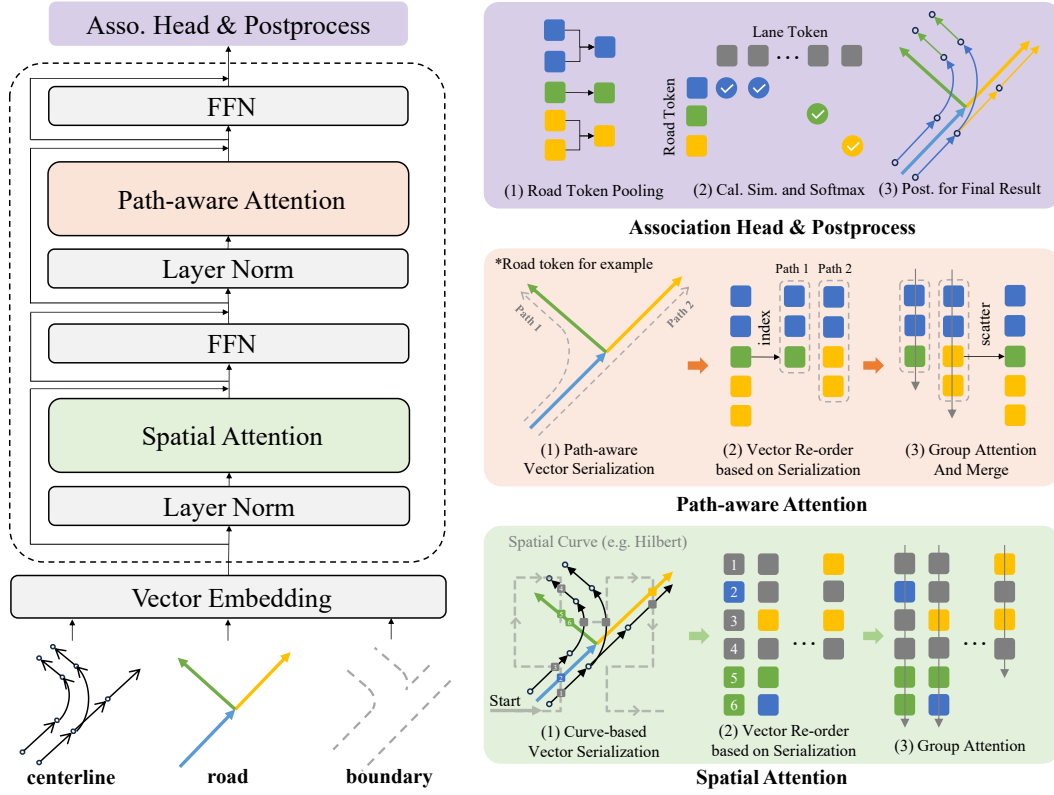 Asso. Head & Postprocess
FFN
Path-aware Attention
Layer Norm
FFN
Spatial Attention
Layer Norm
Vector Embedding
centerline
road
boundary
Lane Token
Road Token
(1) Road Token Pooling
(2) Cal. Sim. and Softmax
(3) Post. for Final Result
Association Head & Postprocess
*Road token for example
Path 1
Path 2
Path 1
Path 2
index
scatter
(1) Path-aware
Vector Serialization
(2) Vector Re-order
based on Serialization
(3) Group Attention
And Merge
Path-aware Attention
Spatial Curve (e.g. Hilbert)
Start
1
2
3
4
5
6
1
2
3
4
5
6
(1) Curve-based
Vector Serialization
(2) Vector Re-order
based on Serialization
(3) Group Attention
Spatial Attention